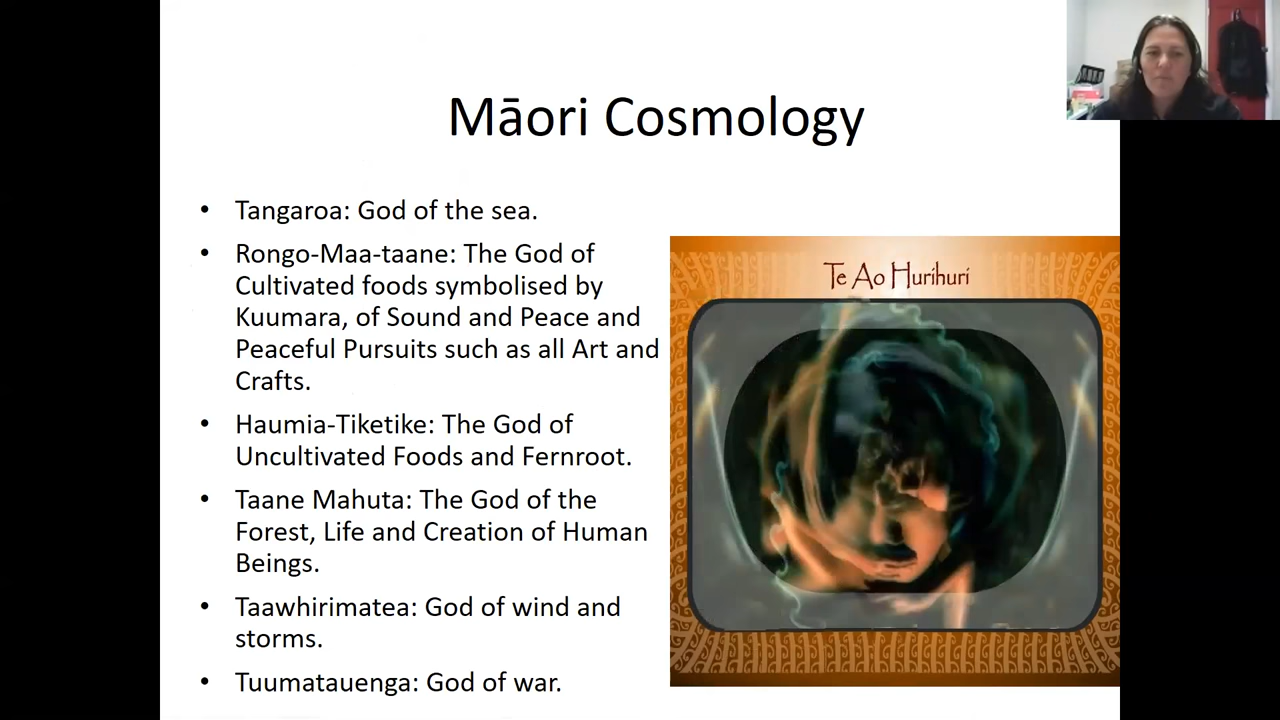 Māori Cosmology
• Tangaroa: God of the sea.
• Rongo-Maa-taane: The God of
Cultivated foods symbolised by
Kuumara, of Sound and Peace and
Peaceful Pursuits such as all Art and
Crafts.
• Haumia-Tiketike: The God of
Uncultivated Foods and Fernroot.
• Taane Mahuta: The God of the
Forest, Life and Creation of Human
Beings.
• Taawhirimatea: God of wind and
storms.
• Tuumatauenga: God of war.
Te Ao Hurihuri